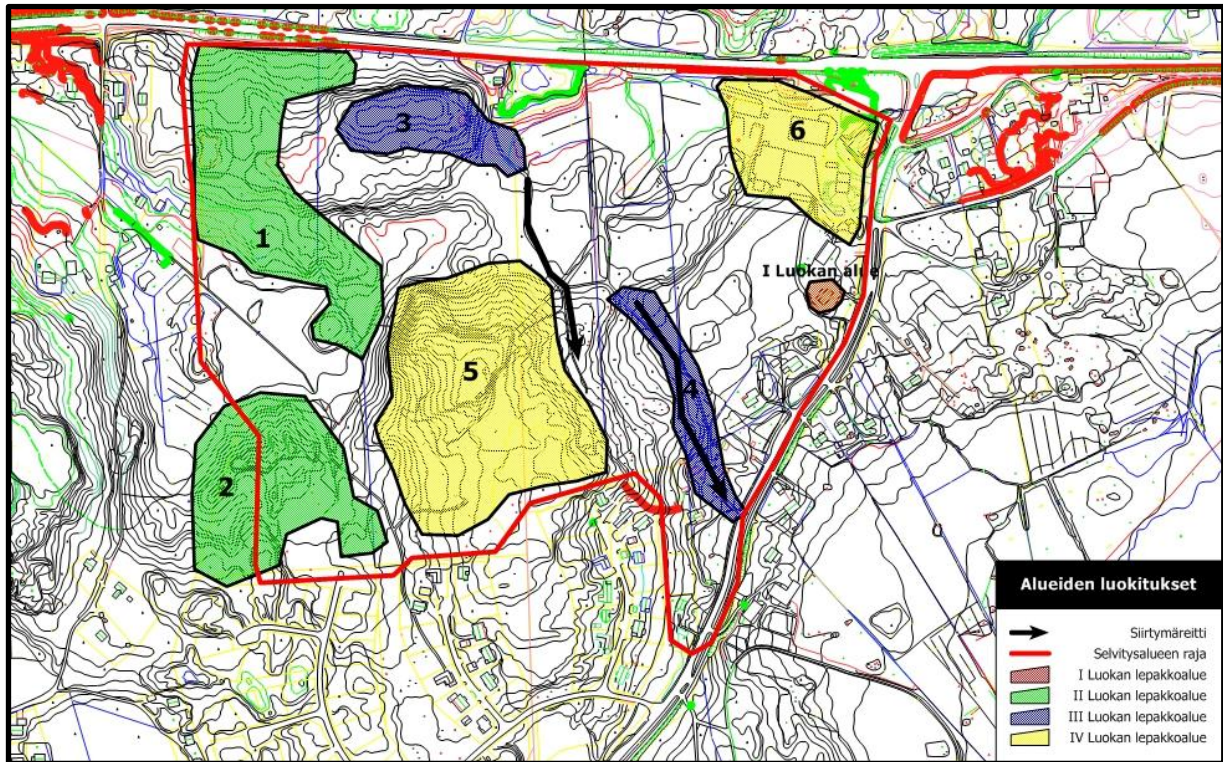 3
6
1
I Luokan alue
5
4
2
Alueiden luokitukset
Siirtymäreitti
Selvitysalueen raja
I Luokan lepakkoalue
II Luokan lepakkoalue
III Luokan lepakkoalue
IV Luokan lepakkoalue